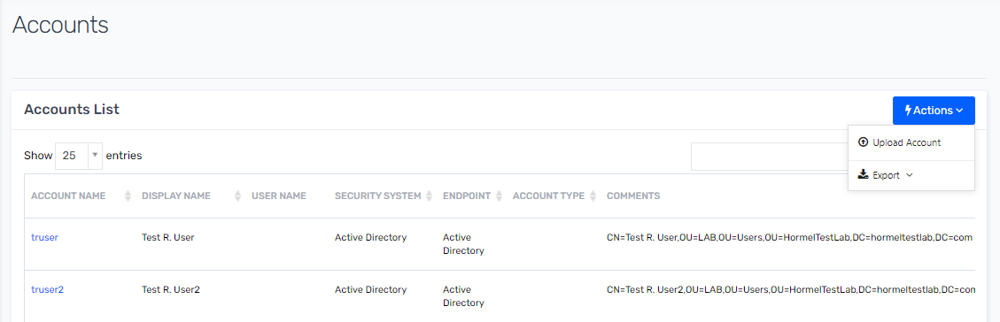 Accounts
Accounts List
Actions
Upload Account
Export
Show 25 entries
ACCOUNT NAME DISPLAY NAME USER NAME SECURITY SYSTEM ENDPOINT ACCOUNT TYPE COMMENTS
truser Test R. User Active Directory Active Directory CN=Test R. User,OU=LAB,OU=Users,OU=HormelTestLab,DC=hormeltestlab,DC=com
truser2 Test R. User2 Active Directory Active Directory CN=Test R. User2,OU=LAB,OU=Users,OU=HormelTestLab,DC=hormeltestlab,DC=com